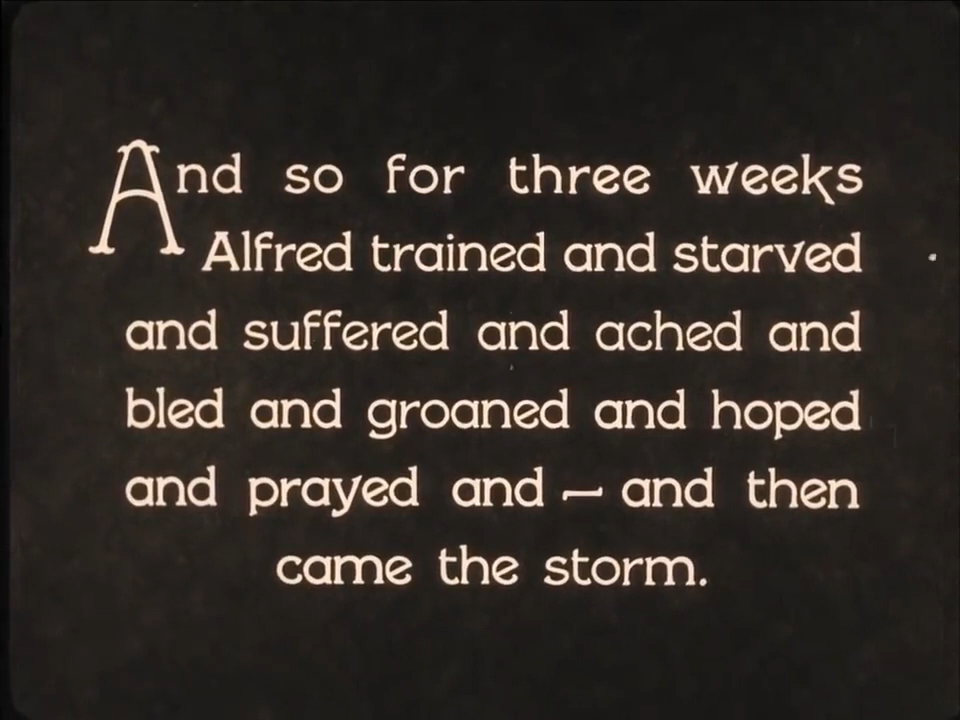 And so for three weeks
Alfred trained and starved
and suffered and ached and
bled and groaned and hoped
and prayed and — and then
came the storm.